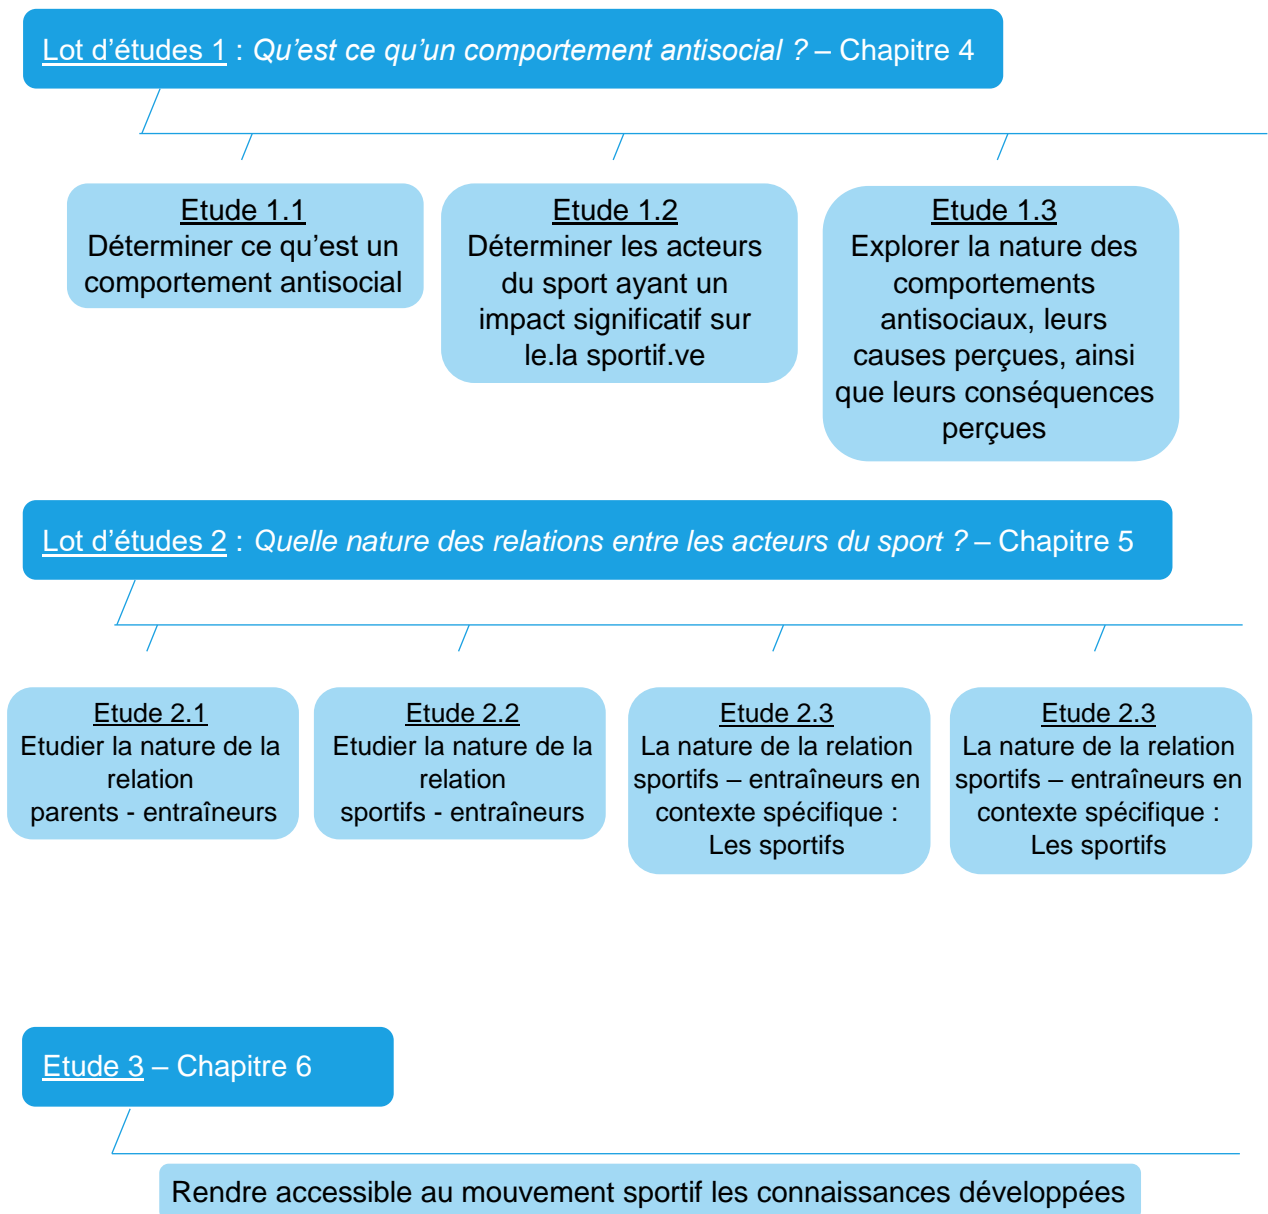 Lot d’études 1 : Qu’est ce qu’un comportement antisocial ? – Chapitre 4
Etude 1.1
Déterminer ce qu’est un
comportement antisocial
Etude 1.2
Déterminer les acteurs
du sport ayant un
impact significatif sur
le.la sportif.ve
Etude 1.3
Explorer la nature des
comportements
antisociaux, leurs
causes perçues, ainsi
que leurs conséquences
perçues
Lot d’études 2 : Quelle nature des relations entre les acteurs du sport ? – Chapitre 5
Etude 2.1
Etudier la nature de la
relation
parents - entraîneurs
Etude 2.2
Etudier la nature de la
relation
sportifs - entraîneurs
Etude 2.3
La nature de la relation
sportifs – entraîneurs en
contexte spécifique :
Les sportifs
Etude 2.3
La nature de la relation
sportifs – entraîneurs en
contexte spécifique :
Les sportifs
Etude 3 – Chapitre 6
Rendre accessible au mouvement sportif les connaissances développées